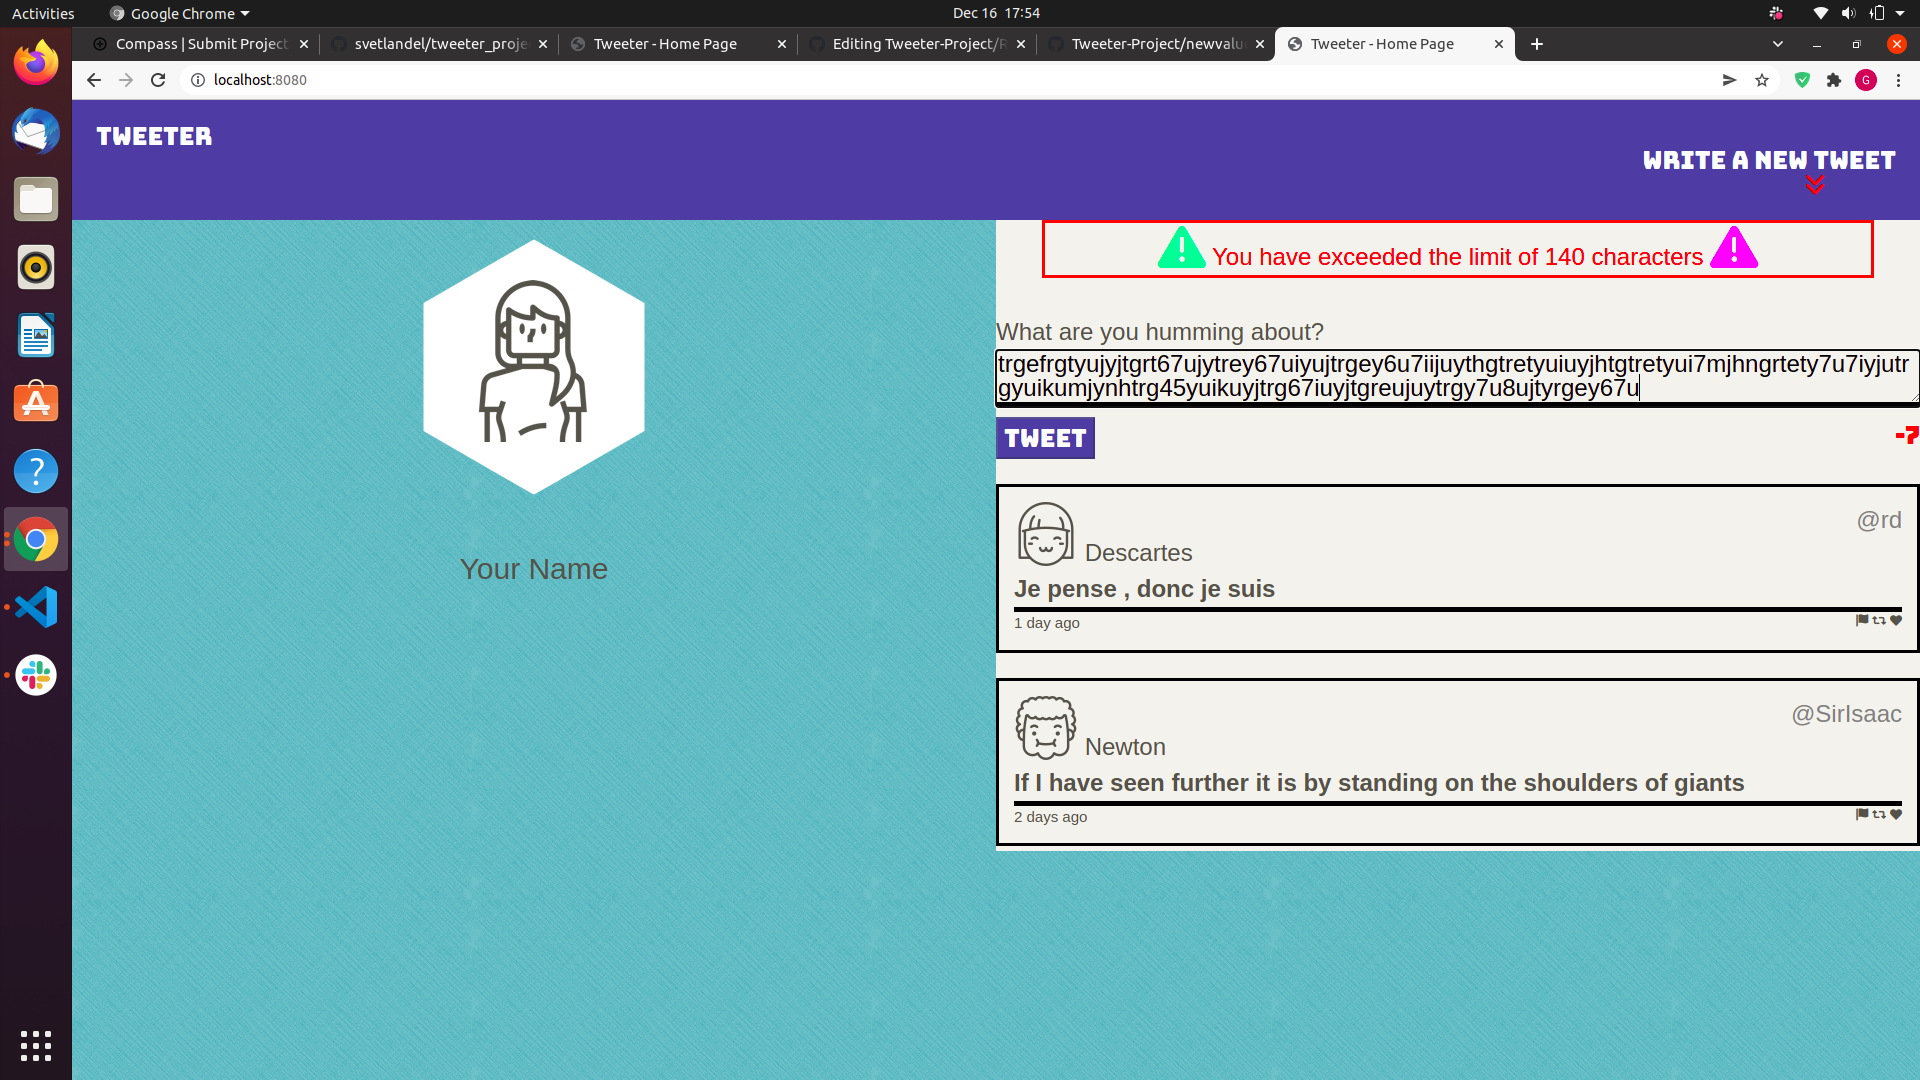 Activities
Google Chrome
Dec 16 17:54
Compass | Submit Project
svetlandel/tweeter_proje
Tweeter - Home Page
Editing Tweeter-Project/R
Tweeter-Project/newvalu
Tweeter - Home Page
localhost:8080
G
TWEETER
WRITE A NEW TWEET
You have exceeded the limit of 140 characters
What are you humming about?
trgefrgtyujyjtgrt67ujytrey67uiyujtrgey6u7iijuythgtretyuiuyjhtgtretyui7mjhngrtety7u7iyjutr
gyuikumjynhtrg45yuikuyjtrg67iuyjtgreujuytrgy7u8ujtyrgey67u
TWEET
-7
@rd
Descartes
Je pense , donc je suis
1 day ago
@SirIsaac
Newton
If I have seen further it is by standing on the shoulders of giants
2 days ago
Your Name